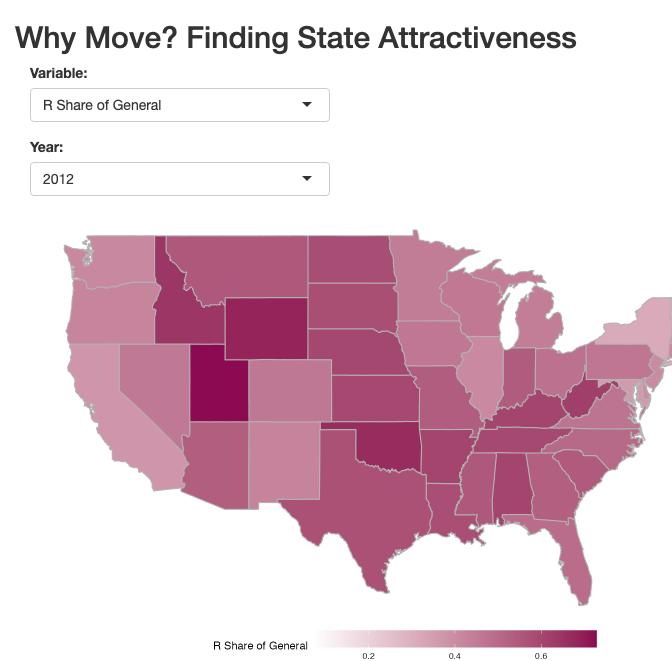 Why Move? Finding State Attractiveness
Variable:
R Share of General
Year:
2012
R Share of General
0.2 0.4 0.6